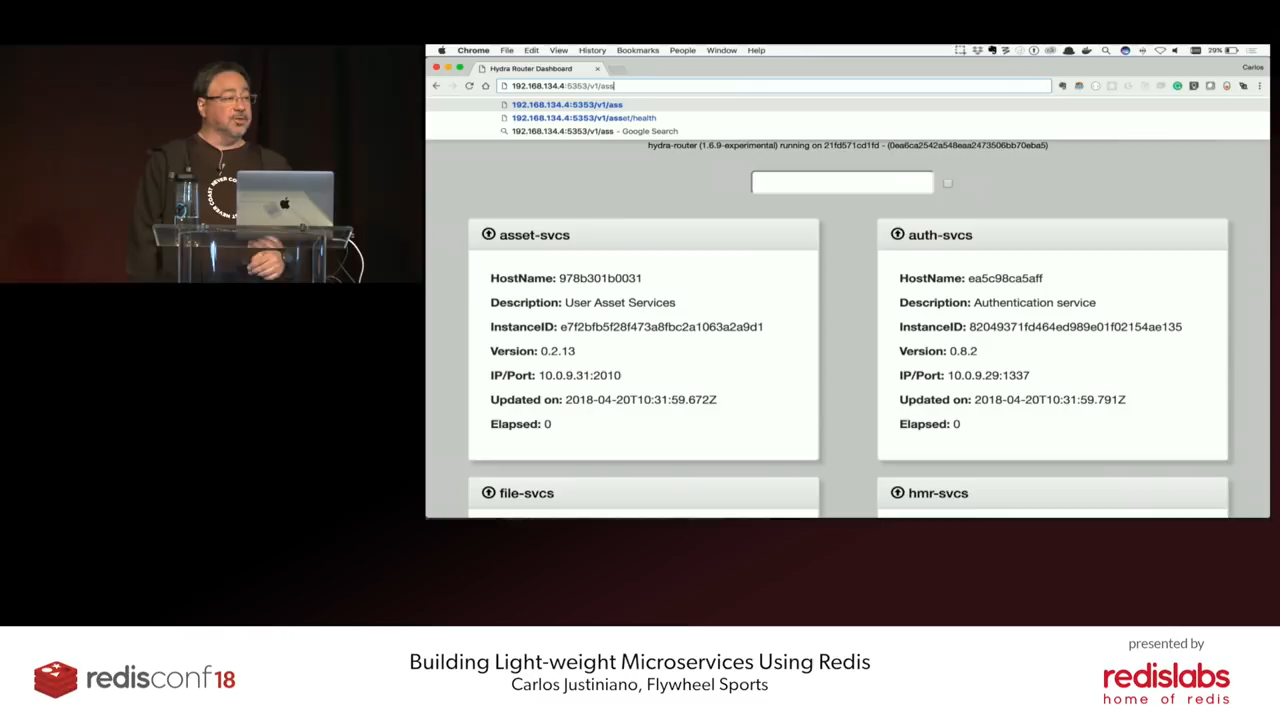 Chrome File Edit View History Bookmarks People Window Help 29%
Hydra Router Dashboard × Carlos
192.168.134.4:5353/v1/ass
192.168.134.4:5353/v1/ass
192.168.134.4:5353/v1/asset/health
192.168.134.4:5353/v1/ass - Google Search
hydra-router (1.6.9-experimental) running on 21fd571cd1fd - (0ea6ca2542a548eaa2473506bb70eba5)
asset-svcs
HostName: 978b301b0031
Description: User Asset Services
InstanceID: e7f2bfb5f28f473a8fbc2a1063a2a9d1
Version: 0.2.13
IP/Port: 10.0.9.31:2010
Updated on: 2018-04-20T10:31:59.672Z
Elapsed: 0
auth-svcs
HostName: ea5c98ca5aff
Description: Authentication service
InstanceID: 82049371fd464ed989e01f02154ae135
Version: 0.8.2
IP/Port: 10.0.9.29:1337
Updated on: 2018-04-20T10:31:59.791Z
Elapsed: 0
file-svcs
hmr-svcs
NEVER COAST
redisconf18
Building Light-weight Microservices Using Redis
Carlos Justiniano, Flywheel Sports
presented by
redislabs
home of redis